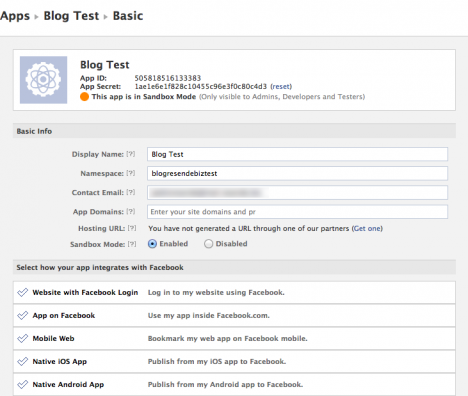 Apps ▸ Blog Test ▸ Basic
Blog Test
App ID: 505818516133383
App Secret: 1ae1e6e1f828c10455c96e3f0c80c4d3 (reset)
This app is in Sandbox Mode (Only visible to Admins, Developers and Testers)
Basic Info
Display Name: [?] Blog Test
Namespace: [?] blogresendebiztest
Contact Email: [?]
App Domains: [?] Enter your site domains and pr
Hosting URL: [?] You have not generated a URL through one of our partners (Get one)
Sandbox Mode: [?] Enabled Disabled
Select how your app integrates with Facebook
Website with Facebook Login Log in to my website using Facebook.
App on Facebook Use my app inside Facebook.com.
Mobile Web Bookmark my web app on Facebook mobile.
Native iOS App Publish from my iOS app to Facebook.
Native Android App Publish from my Android app to Facebook.